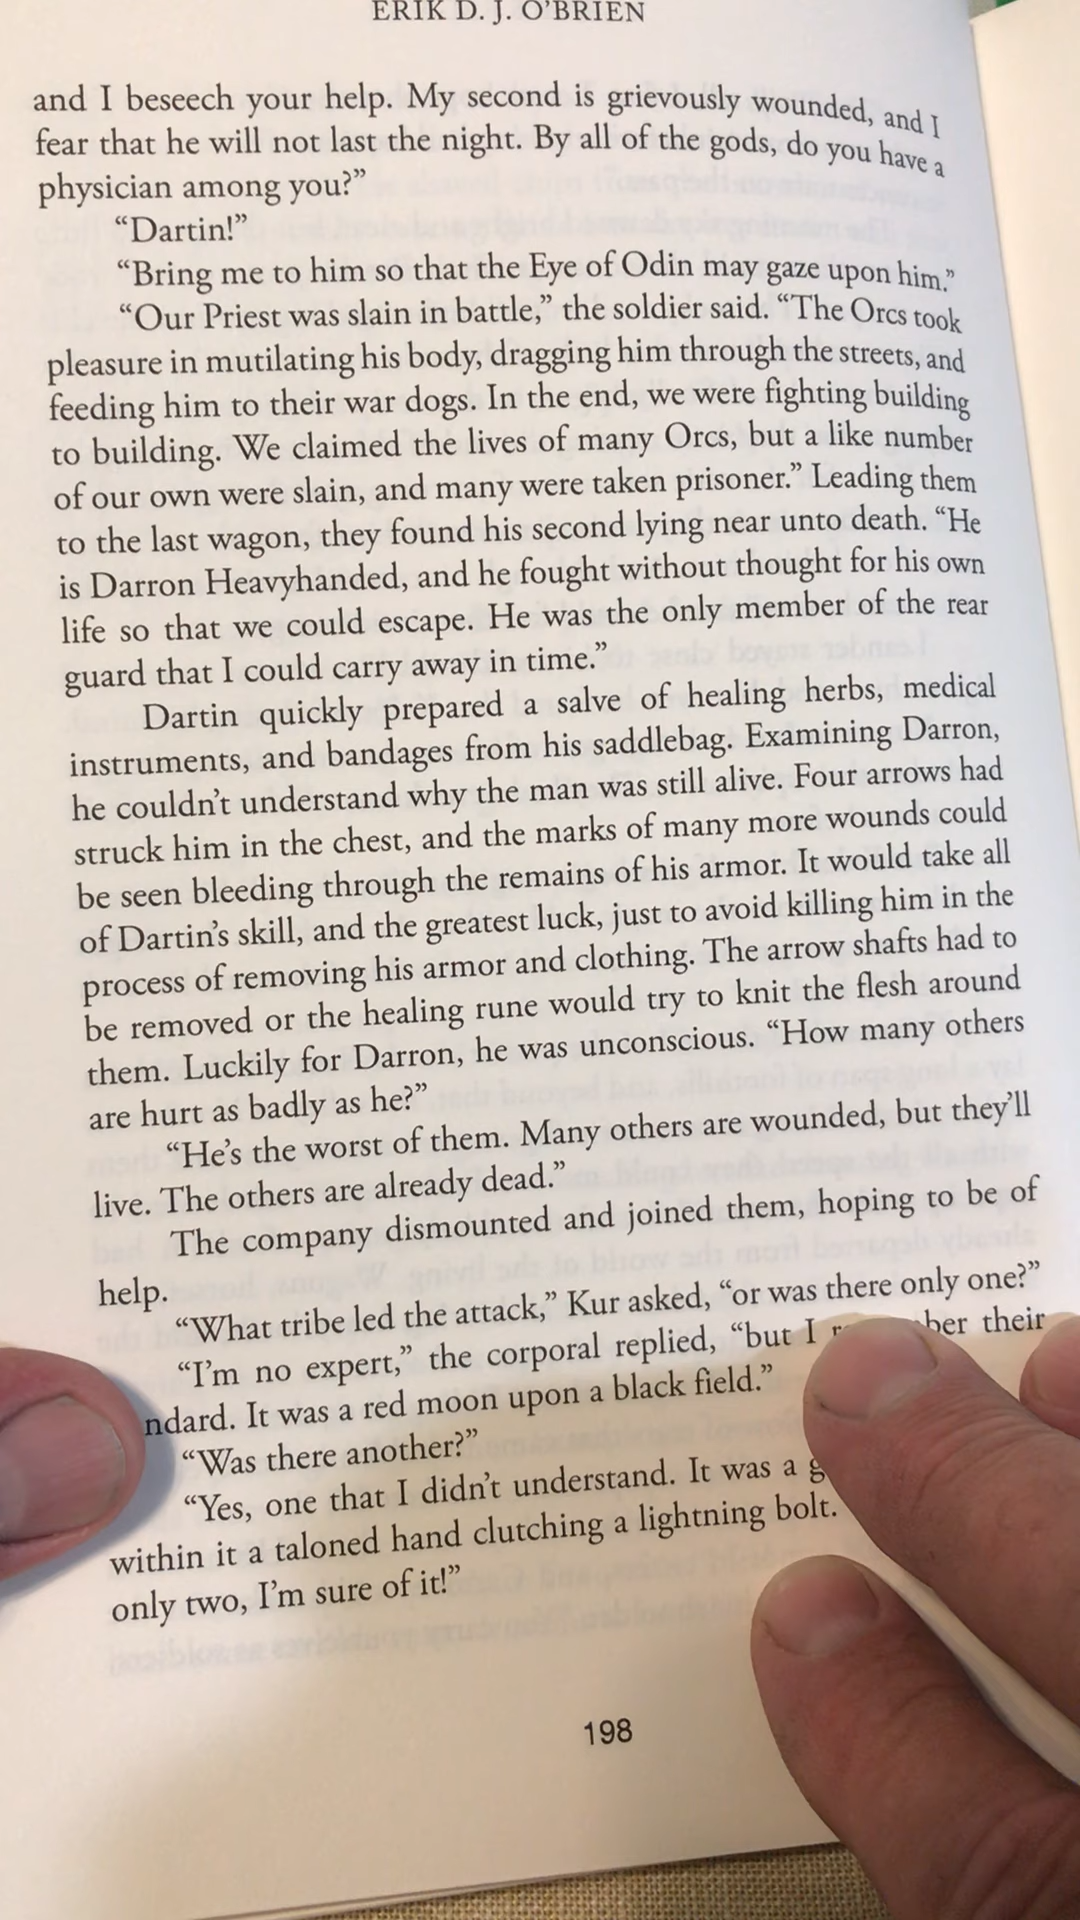 ERIK D. J. O'BRIEN
and I beseech your help. My second is grievously wounded, and I
fear that he will not last the night. By all of the gods, do you have a
physician among you?”
“Dartin!”
“Bring me to him so that the Eye of Odin may gaze upon him.”
“Our Priest was slain in battle,” the soldier said. “The Orcs took
pleasure in mutilating his body, dragging him through the streets, and
feeding him to their war dogs. In the end, we were fighting building
to building. We claimed the lives of many Orcs, but a like number
of our own were slain, and many were taken prisoner.” Leading them
to the last wagon, they found his second lying near unto death. “He
is Darron Heavyhanded, and he fought without thought for his own
life so that we could escape. He was the only member of the rear
guard that I could carry away in time.”
Dartin quickly prepared a salve of healing herbs, medical
instruments, and bandages from his saddlebag. Examining Darron,
he couldn’t understand why the man was still alive. Four arrows had
struck him in the chest, and the marks of many more wounds could
be seen bleeding through the remains of his armor. It would take all
of Dartin’s skill, and the greatest luck, just to avoid killing him in the
process of removing his armor and clothing. The arrow shafts had to
be removed or the healing rune would try to knit the flesh around
them. Luckily for Darron, he was unconscious. “How many others
are hurt as badly as he?”
“He’s the worst of them. Many others are wounded, but they’ll
live. The others are already dead.”
The company dismounted and joined them, hoping to be of
help.
“What tribe led the attack,” Kur asked, “or was there only one?”
“I’m no expert,” the corporal replied, “but I their
ndard. It was a red moon upon a black field.”
“Was there another?”
“Yes, one that I didn’t understand. It was a
within it a taloned hand clutching a lightning bolt.
only two, I’m sure of it!”
198